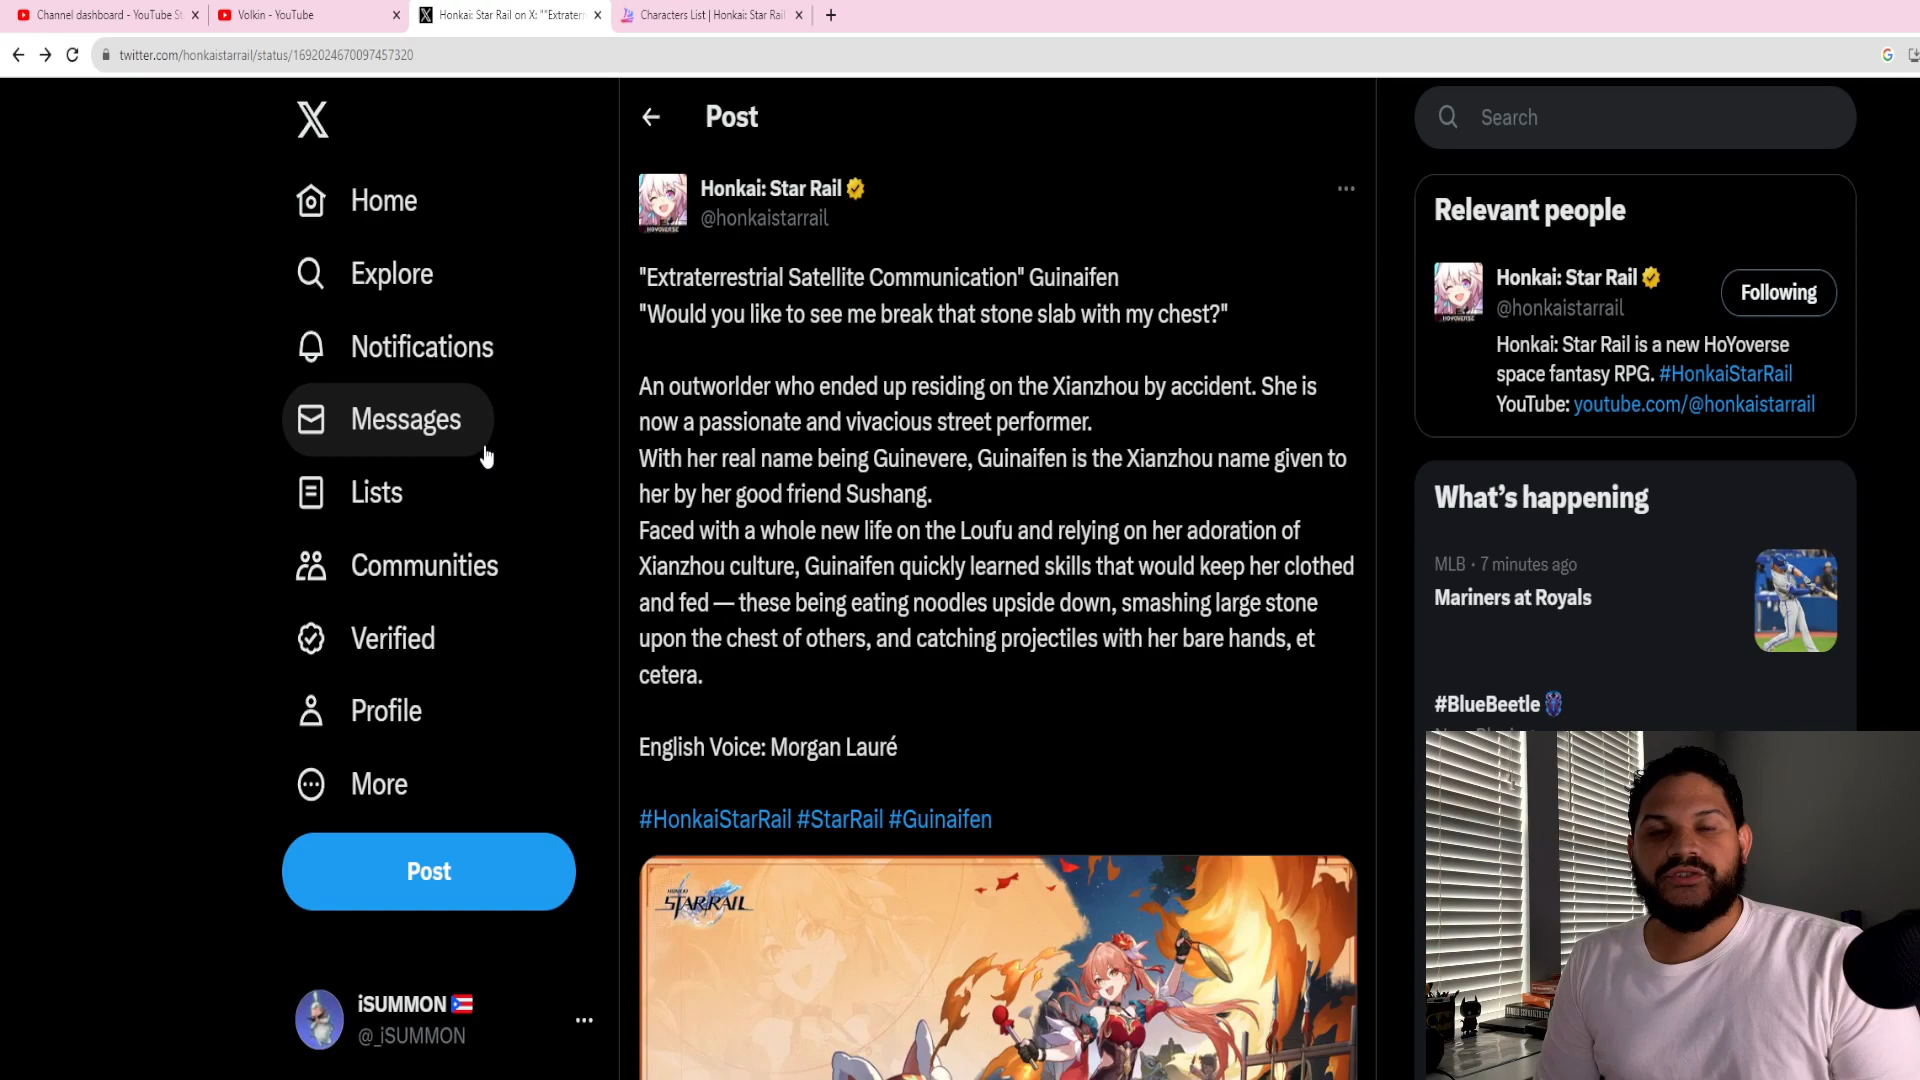 Channel dashboard - YouTube St
Volkin - YouTube
Honkai: Star Rail on X: ""Extraterr
Characters List | Honkai: Star Rail
twitter.com/honkaistarrail/status/1692024670097457320
Home
Explore
Notifications
Messages
Lists
Communities
Verified
Profile
More
Post
iSUMMON
@_iSUMMON
Post
Honkai: Star Rail
@honkaistarrail
HOYOVERSE
"Extraterrestrial Satellite Communication" Guinaifen
"Would you like to see me break that stone slab with my chest?"
An outworlder who ended up residing on the Xianzhou by accident. She is
now a passionate and vivacious street performer.
With her real name being Guinevere, Guinaifen is the Xianzhou name given to
her by her good friend Sushang.
Faced with a whole new life on the Loufu and relying on her adoration of
Xianzhou culture, Guinaifen quickly learned skills that would keep her clothed
and fed — these being eating noodles upside down, smashing large stone
upon the chest of others, and catching projectiles with her bare hands, et
cetera.
English Voice: Morgan Lauré
#HonkaiStarRail #StarRail #Guinaifen
HONKAI
STAR RAIL
Search
Relevant people
Honkai: Star Rail
@honkaistarrail
Following
HOYOVERSE
Honkai: Star Rail is a new HoYoverse
space fantasy RPG. #HonkaiStarRail
YouTube: youtube.com/@honkaistarrail
What's happening
MLB · 7 minutes ago
Mariners at Royals
#BlueBeetle